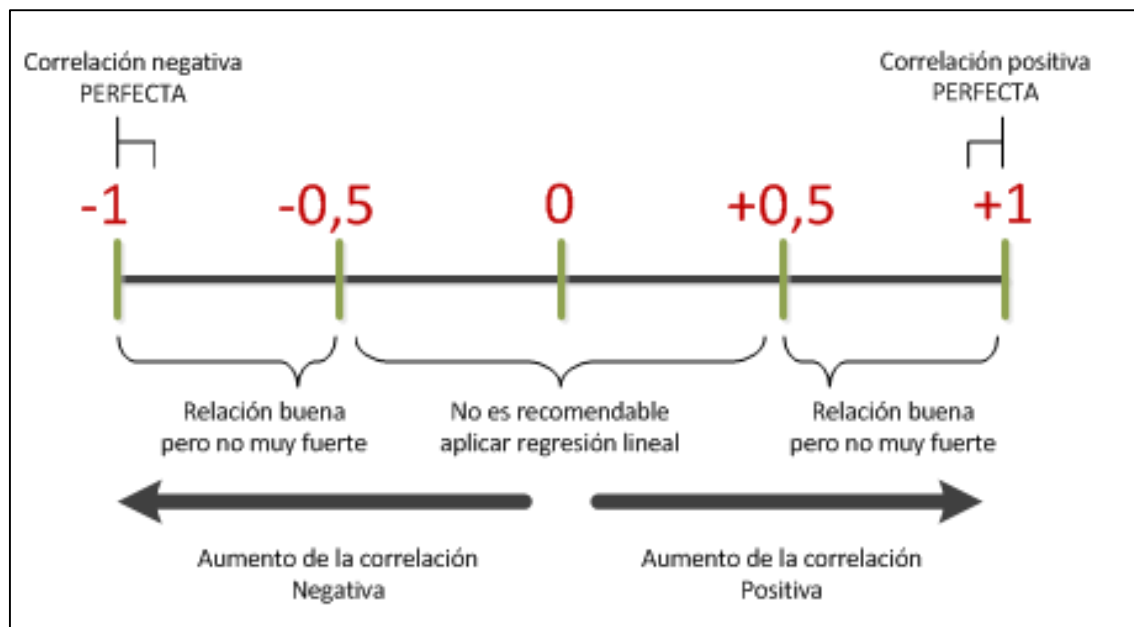 Correlación negativa
PERFECTA
Correlación positiva
PERFECTA
-1
-0,5
0
+0,5
+1
Relación buena
pero no muy fuerte
No es recomendable
aplicar regresión lineal
Relación buena
pero no muy fuerte
Aumento de la correlación
Negativa
Aumento de la correlación
Positiva